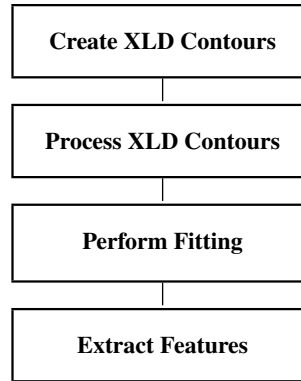 Create XLD Contours
Process XLD Contours
Perform Fitting
Extract Features